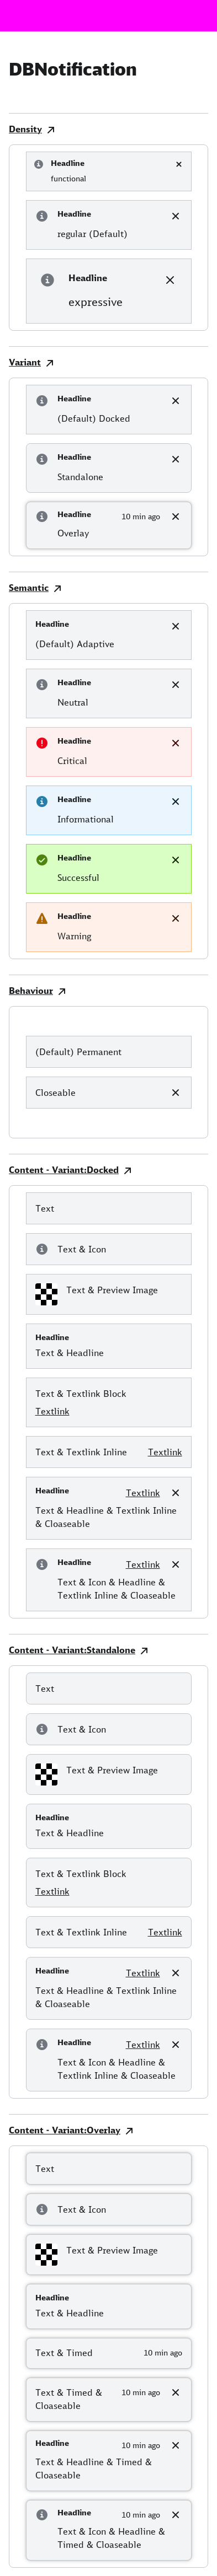 DBNotification
Density
Headline
functional
Headline
regular (Default)
Headline
expressive
Variant
Headline
(Default) Docked
Headline
Standalone
Headline 10 min ago
Overlay
Semantic
Headline
(Default) Adaptive
Headline
Neutral
Headline
Critical
Headline
Informational
Headline
Successful
Headline
Warning
Behaviour
(Default) Permanent
Closeable
Content - Variant:Docked
Text
Text & Icon
Text & Preview Image
Headline
Text & Headline
Text & Textlink Block
Textlink
Text & Textlink Inline Textlink
Headline Textlink
Text & Headline & Textlink Inline
& Cloaseable
Headline Textlink
Text & Icon & Headline &
Textlink Inline & Cloaseable
Content - Variant:Standalone
Text
Text & Icon
Text & Preview Image
Headline
Text & Headline
Text & Textlink Block
Textlink
Text & Textlink Inline Textlink
Headline Textlink
Text & Headline & Textlink Inline
& Cloaseable
Headline Textlink
Text & Icon & Headline &
Textlink Inline & Cloaseable
Content - Variant:Overlay
Text
Text & Icon
Text & Preview Image
Headline
Text & Headline
Text & Timed 10 min ago
Text & Timed & 10 min ago
Cloaseable
Headline 10 min ago
Text & Headline & Timed &
Cloaseable
Headline 10 min ago
Text & Icon & Headline &
Timed & Cloaseable